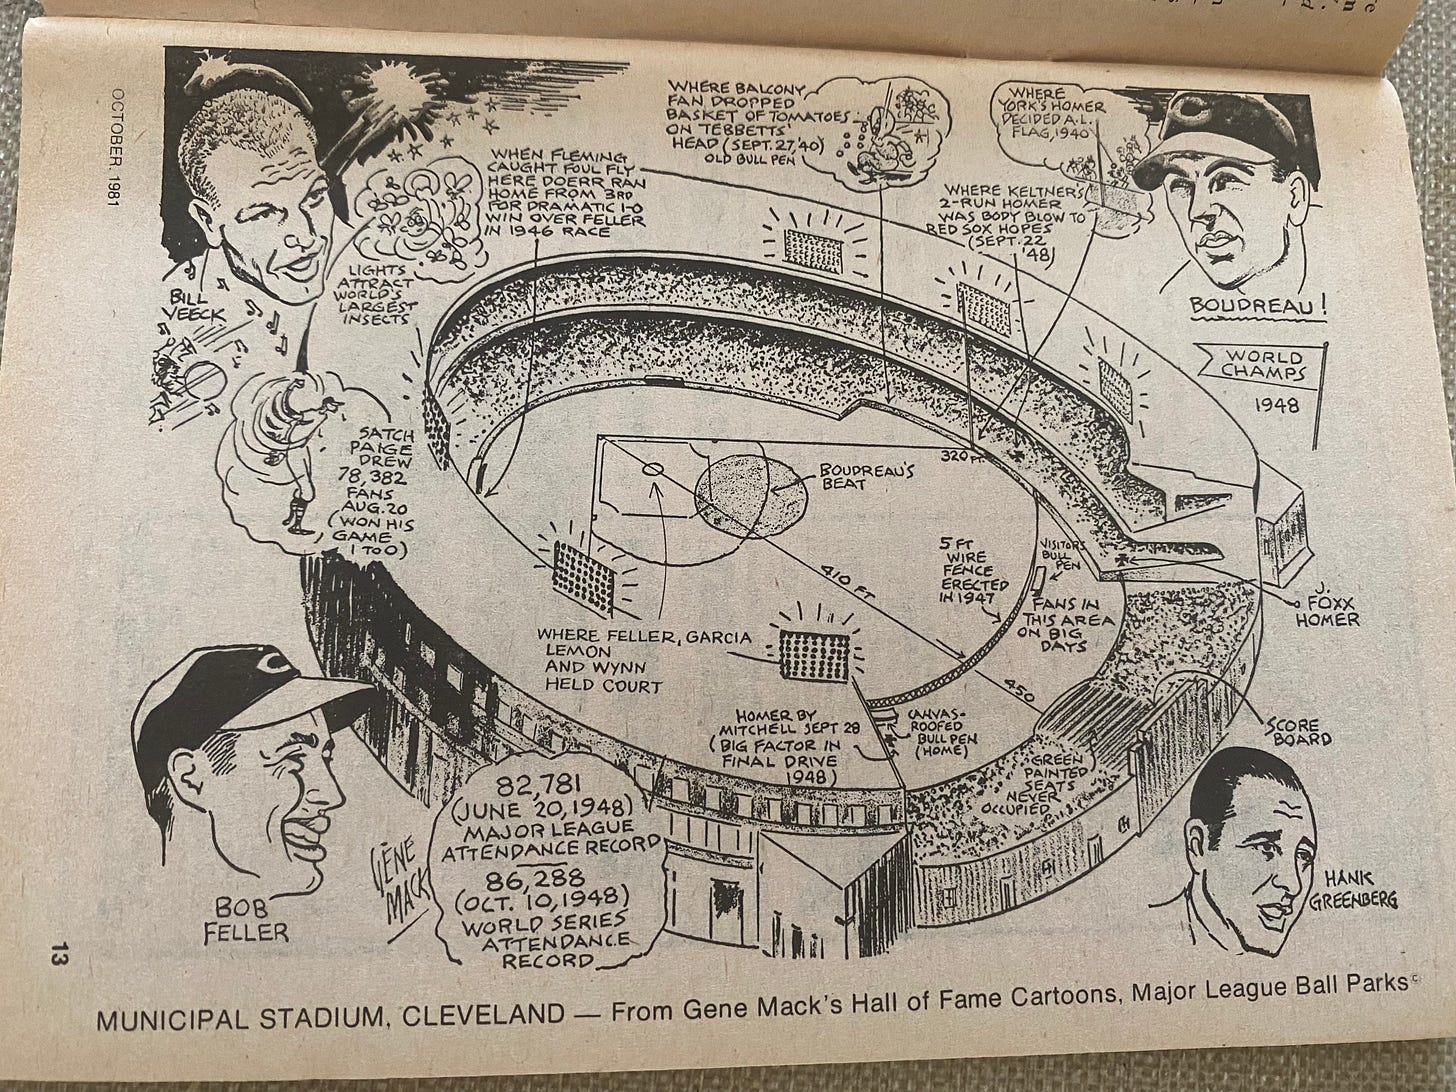 OCTOBER, 1981
BILL
VEECK
LIGHTS
ATTRACT
WORLD'S
LARGEST
INSECTS
WHEN FLEMING
CAUGHT FOUL FLY
HERE DOERR RAN
HOME FROM 3RD
FOR DRAMATIC 1-0
WIN OVER FELLER
IN 1946 RACE
WHERE BALCONY
FAN DROPPED
BASKET OF TOMATOES
ON TEBBETTS'
HEAD (SEPT. 27, '40)
OLD BULL PEN
WHERE
YORK'S HOMER
DECIDED A.L.
FLAG, 1940
WHERE KELTNER'S
2-RUN HOMER
WAS BODY BLOW TO
RED SOX HOPES
(SEPT. 22
'48)
C
BOUDREAU!
WORLD
CHAMPS
1948
SATCH
PAIGE
DREW
78,382
FANS
AUG. 20
(WON HIS
GAME
1 TO 0)
320 FT.
BOUDREAU'S
BEAT
410 FT
5 FT
WIRE
FENCE
ERECTED
IN 1947
VISITORS
BULL
PEN
FANS IN
THIS AREA
ON BIG
DAYS
J. FOXX
HOMER
WHERE FELLER, GARCIA
LEMON
AND WYNN
HELD COURT
450
HOMER BY
MITCHELL SEPT 28
(BIG FACTOR IN
FINAL DRIVE
1948)
CANVAS-
ROOFED
BULL PEN
(HOME)
GREEN
PAINTED
SEATS
NEVER
OCCUPIED
SCORE
BOARD
C
BOB
FELLER
GENE
MACK
82,781
(JUNE 20, 1948)
MAJOR LEAGUE
ATTENDANCE RECORD
86,288
(OCT. 10, 1948)
WORLD SERIES
ATTENDANCE
RECORD
HANK
GREENBERG
13
MUNICIPAL STADIUM, CLEVELAND — From Gene Mack's Hall of Fame Cartoons, Major League Ball Parks©